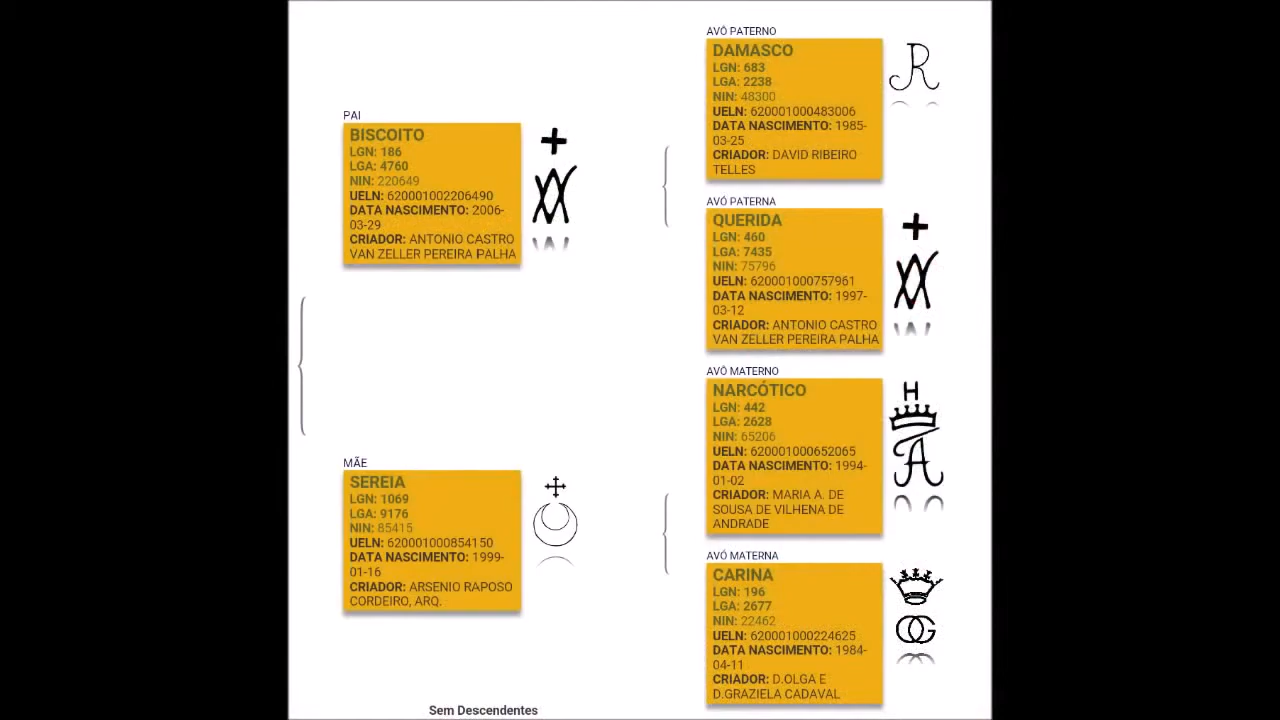 PAI
BISCOITO
LGN: 186
LGA: 4760
NIN: 220649
UELN: 620001002206490
DATA NASCIMENTO: 2006-
03-29
CRIADOR: ANTONIO CASTRO
VAN ZELLER PEREIRA PALHA
MÃE
SEREIA
LGN: 1069
LGA: 9176
NIN: 85415
UELN: 620001000854150
DATA NASCIMENTO: 1999-
01-16
CRIADOR: ARSENIO RAPOSO
CORDEIRO, ARQ.
AVÔ PATERNO
DAMASCO
LGN: 683
LGA: 2238
NIN: 48300
UELN: 620001000483006
DATA NASCIMENTO: 1985-
03-25
CRIADOR: DAVID RIBEIRO
TELLES
R
AVÓ PATERNA
QUERIDA
LGN: 460
LGA: 7435
NIN: 75796
UELN: 620001000757961
DATA NASCIMENTO: 1997-
03-12
CRIADOR: ANTONIO CASTRO
VAN ZELLER PEREIRA PALHA
AVÔ MATERNO
NARCÓTICO
LGN: 442
LGA: 2628
NIN: 65206
UELN: 620001000652065
DATA NASCIMENTO: 1994-
01-02
CRIADOR: MARIA A. DE
SOUSA DE VILHENA DE
ANDRADE
H
A
AVÓ MATERNA
CARINA
LGN: 196
LGA: 2677
NIN: 22462
UELN: 620001000224625
DATA NASCIMENTO: 1984-
04-11
CRIADOR: D.OLGA E
D.GRAZIELA CADAVAL
OG
Sem Descendentes